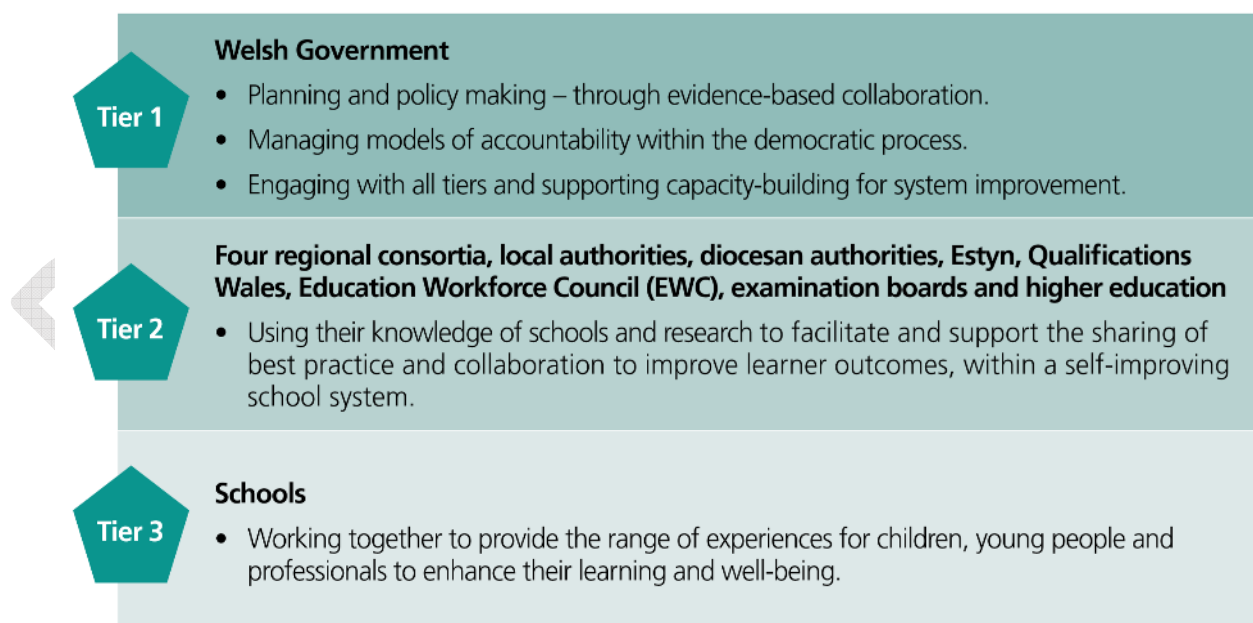 Tier 1
Welsh Government
• Planning and policy making – through evidence-based collaboration.
• Managing models of accountability within the democratic process.
• Engaging with all tiers and supporting capacity-building for system improvement.
Tier 2
Four regional consortia, local authorities, diocesan authorities, Estyn, Qualifications
Wales, Education Workforce Council (EWC), examination boards and higher education
• Using their knowledge of schools and research to facilitate and support the sharing of
best practice and collaboration to improve learner outcomes, within a self-improving
school system.
Tier 3
Schools
• Working together to provide the range of experiences for children, young people and
professionals to enhance their learning and well-being.